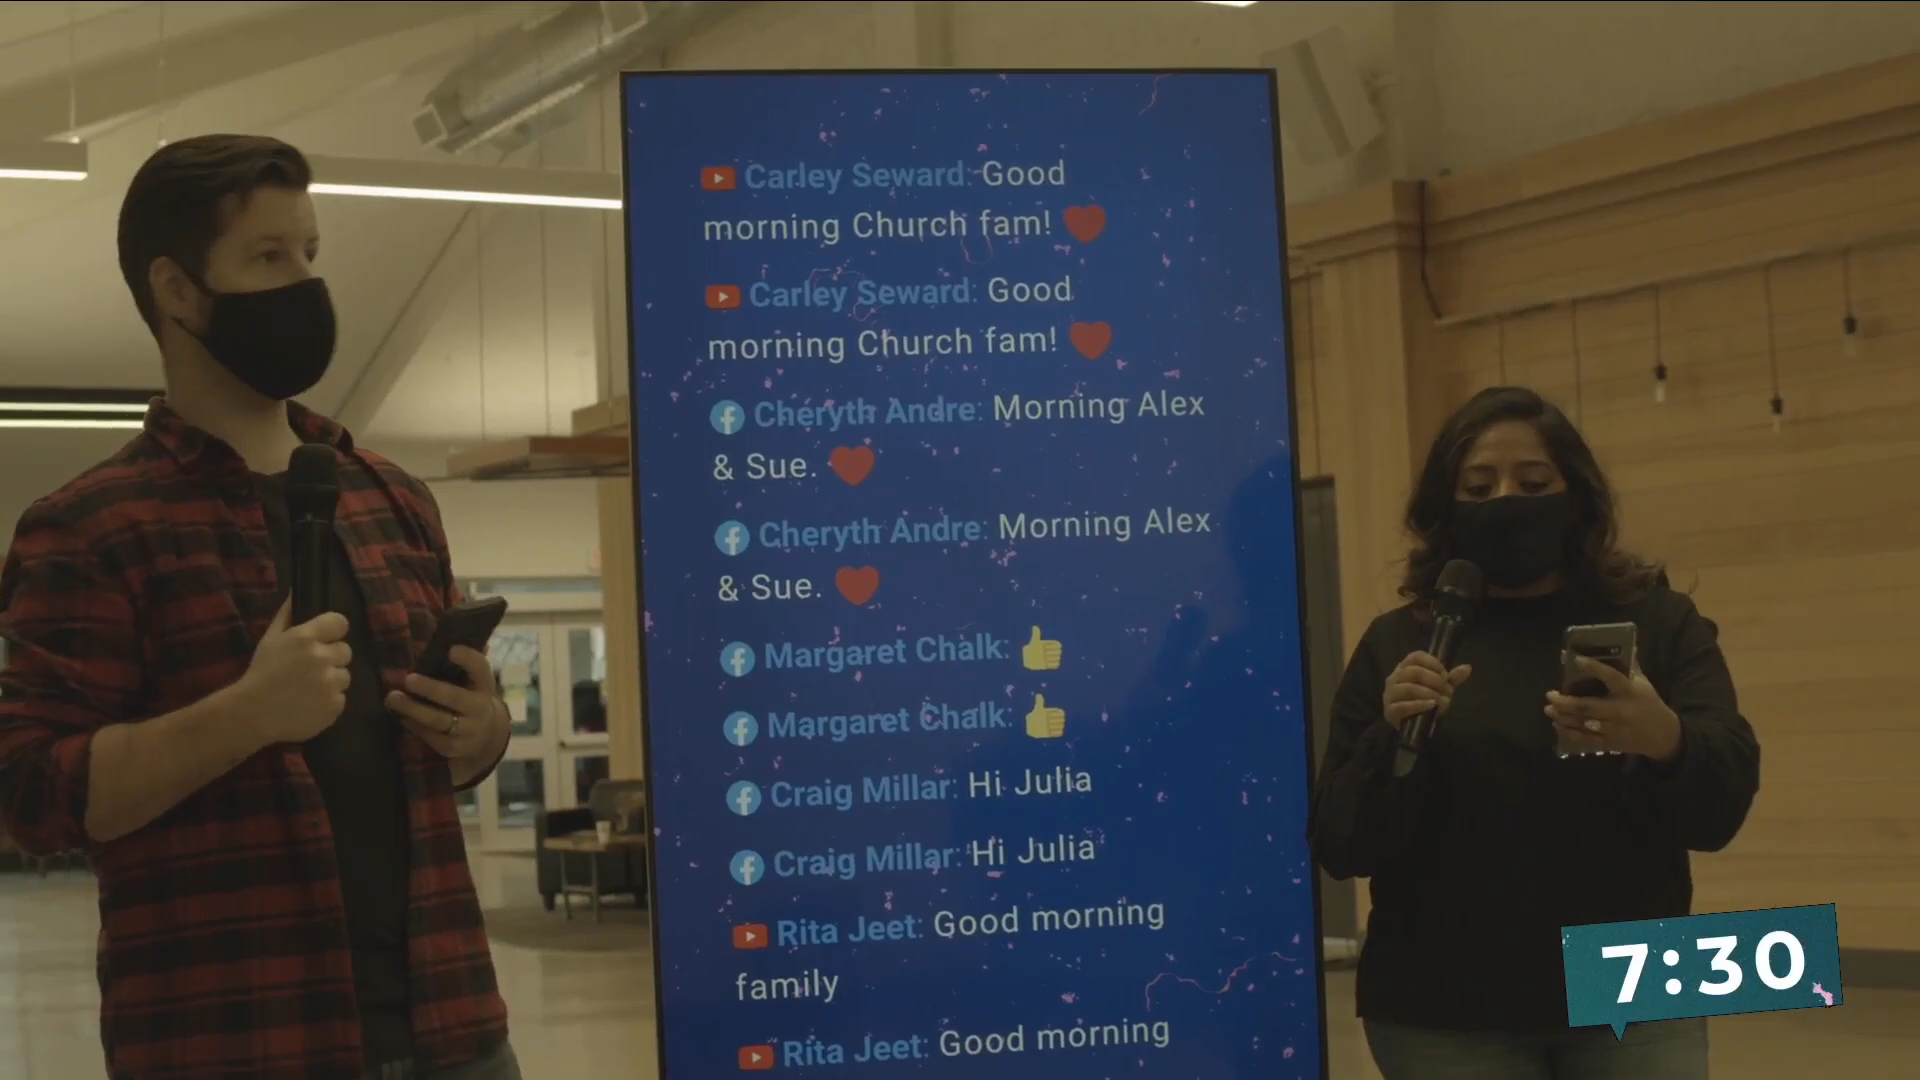 Carley Seward: Good
morning Church fam! ❤️
Carley Seward: Good
morning Church fam! ❤️
Cheryth Andre: Morning Alex
& Sue. ❤️
Cheryth Andre: Morning Alex
& Sue. ❤️
Margaret Chalk: 👍
Margaret Chalk: 👍
Craig Millar: Hi Julia
Craig Millar: Hi Julia
Rita Jeet: Good morning
family
Rita Jeet: Good morning
7:30